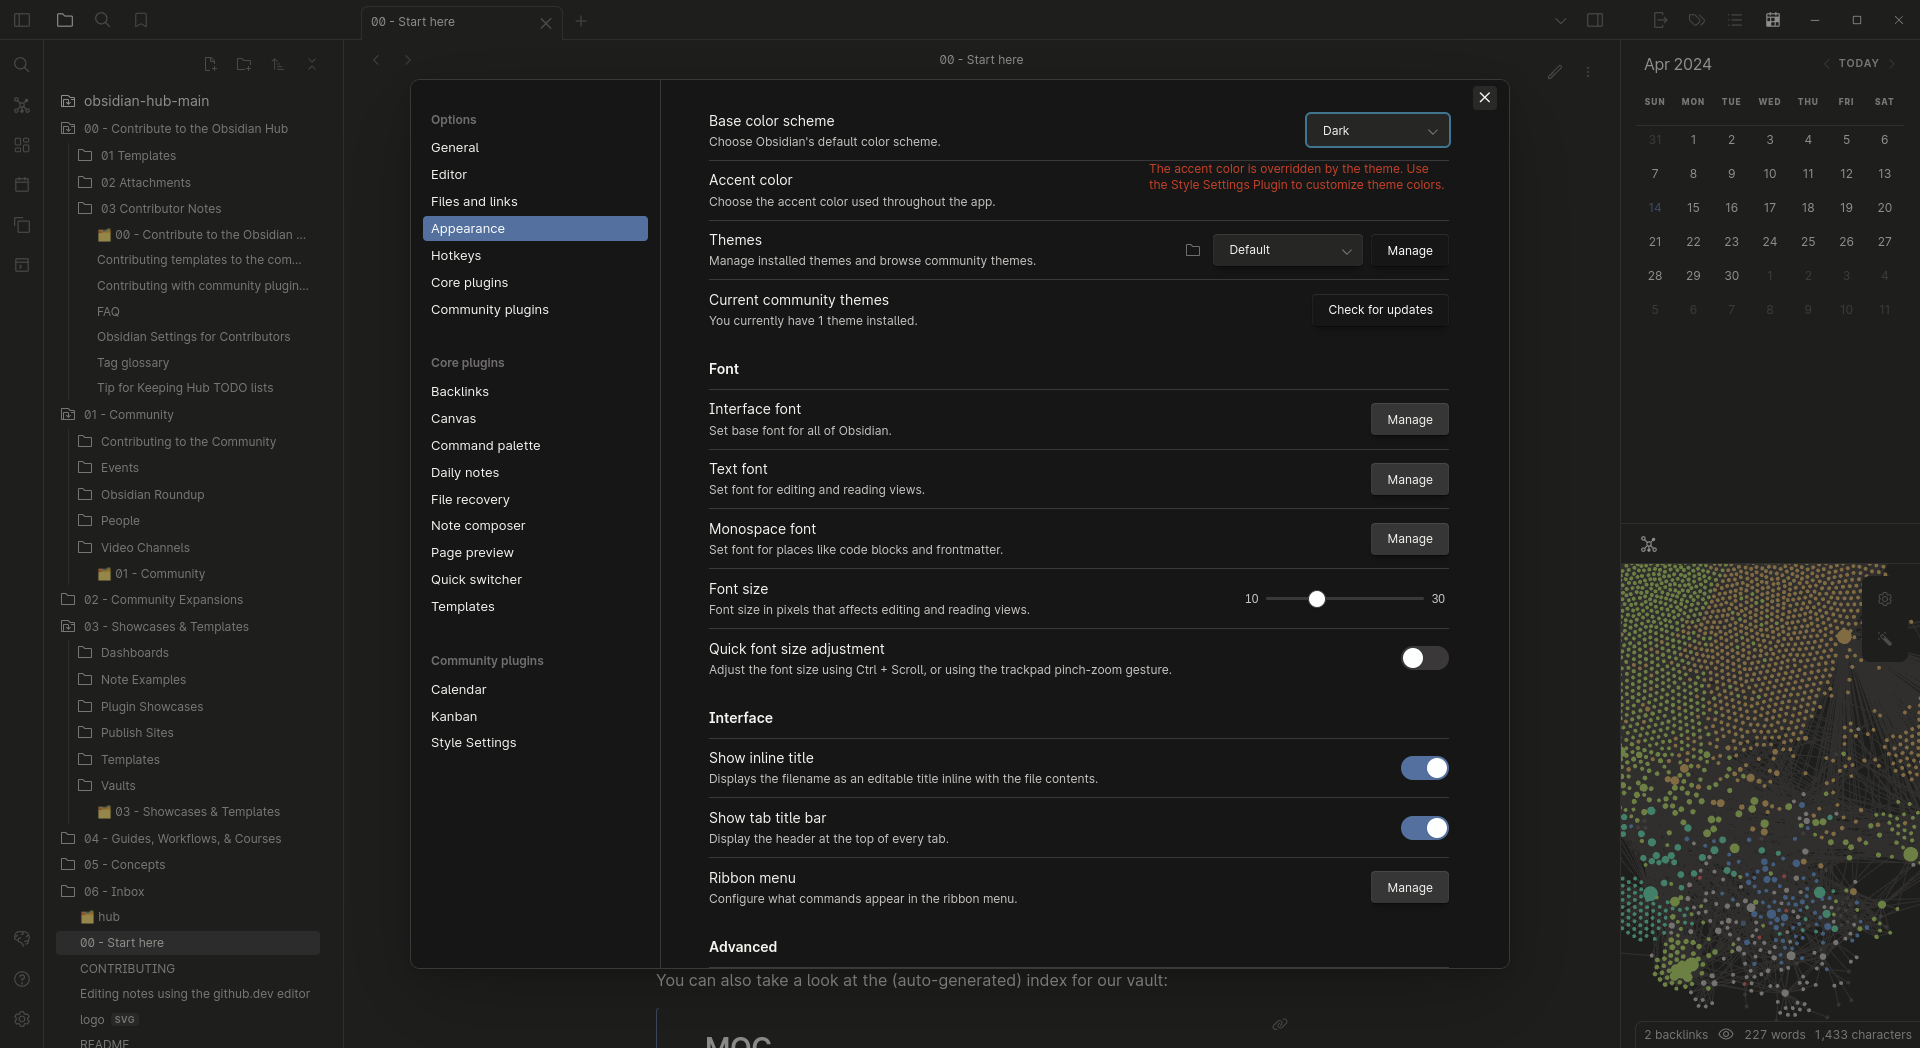 00 - Start here
00 - Start here
obsidian-hub-main
00 - Contribute to the Obsidian Hub
01 Templates
02 Attachments
03 Contributor Notes
00 - Contribute to the Obsidian ...
Contributing templates to the com...
Contributing with community plugin...
FAQ
Obsidian Settings for Contributors
Tag glossary
Tip for Keeping Hub TODO lists
01 - Community
Contributing to the Community
Events
Obsidian Roundup
People
Video Channels
01 - Community
02 - Community Expansions
03 - Showcases & Templates
Dashboards
Note Examples
Plugin Showcases
Publish Sites
Templates
Vaults
03 - Showcases & Templates
04 - Guides, Workflows, & Courses
05 - Concepts
06 - Inbox
hub
00 - Start here
CONTRIBUTING
Editing notes using the github.dev editor
logo SVG
README
Options
General
Editor
Files and links
Appearance
Hotkeys
Core plugins
Community plugins
Core plugins
Backlinks
Canvas
Command palette
Daily notes
File recovery
Note composer
Page preview
Quick switcher
Templates
Community plugins
Calendar
Kanban
Style Settings
Base color scheme
Choose Obsidian's default color scheme.
Dark
Accent color
Choose the accent color used throughout the app.
The accent color is overridden by the theme. Use
the Style Settings Plugin to customize theme colors.
Themes
Manage installed themes and browse community themes.
Default
Manage
Current community themes
You currently have 1 theme installed.
Check for updates
Font
Interface font
Set base font for all of Obsidian.
Manage
Text font
Set font for editing and reading views.
Manage
Monospace font
Set font for places like code blocks and frontmatter.
Manage
Font size
Font size in pixels that affects editing and reading views.
10 30
Quick font size adjustment
Adjust the font size using Ctrl + Scroll, or using the trackpad pinch-zoom gesture.
Interface
Show inline title
Displays the filename as an editable title inline with the file contents.
Show tab title bar
Display the header at the top of every tab.
Ribbon menu
Configure what commands appear in the ribbon menu.
Manage
Advanced
You can also take a look at the (auto-generated) index for our vault:
MOC
Apr 2024 TODAY
SUN MON TUE WED THU FRI SAT
31 1 2 3 4 5 6
7 8 9 10 11 12 13
14 15 16 17 18 19 20
21 22 23 24 25 26 27
28 29 30 1 2 3 4
5 6 7 8 9 10 11
2 backlinks 227 words 1,433 characters